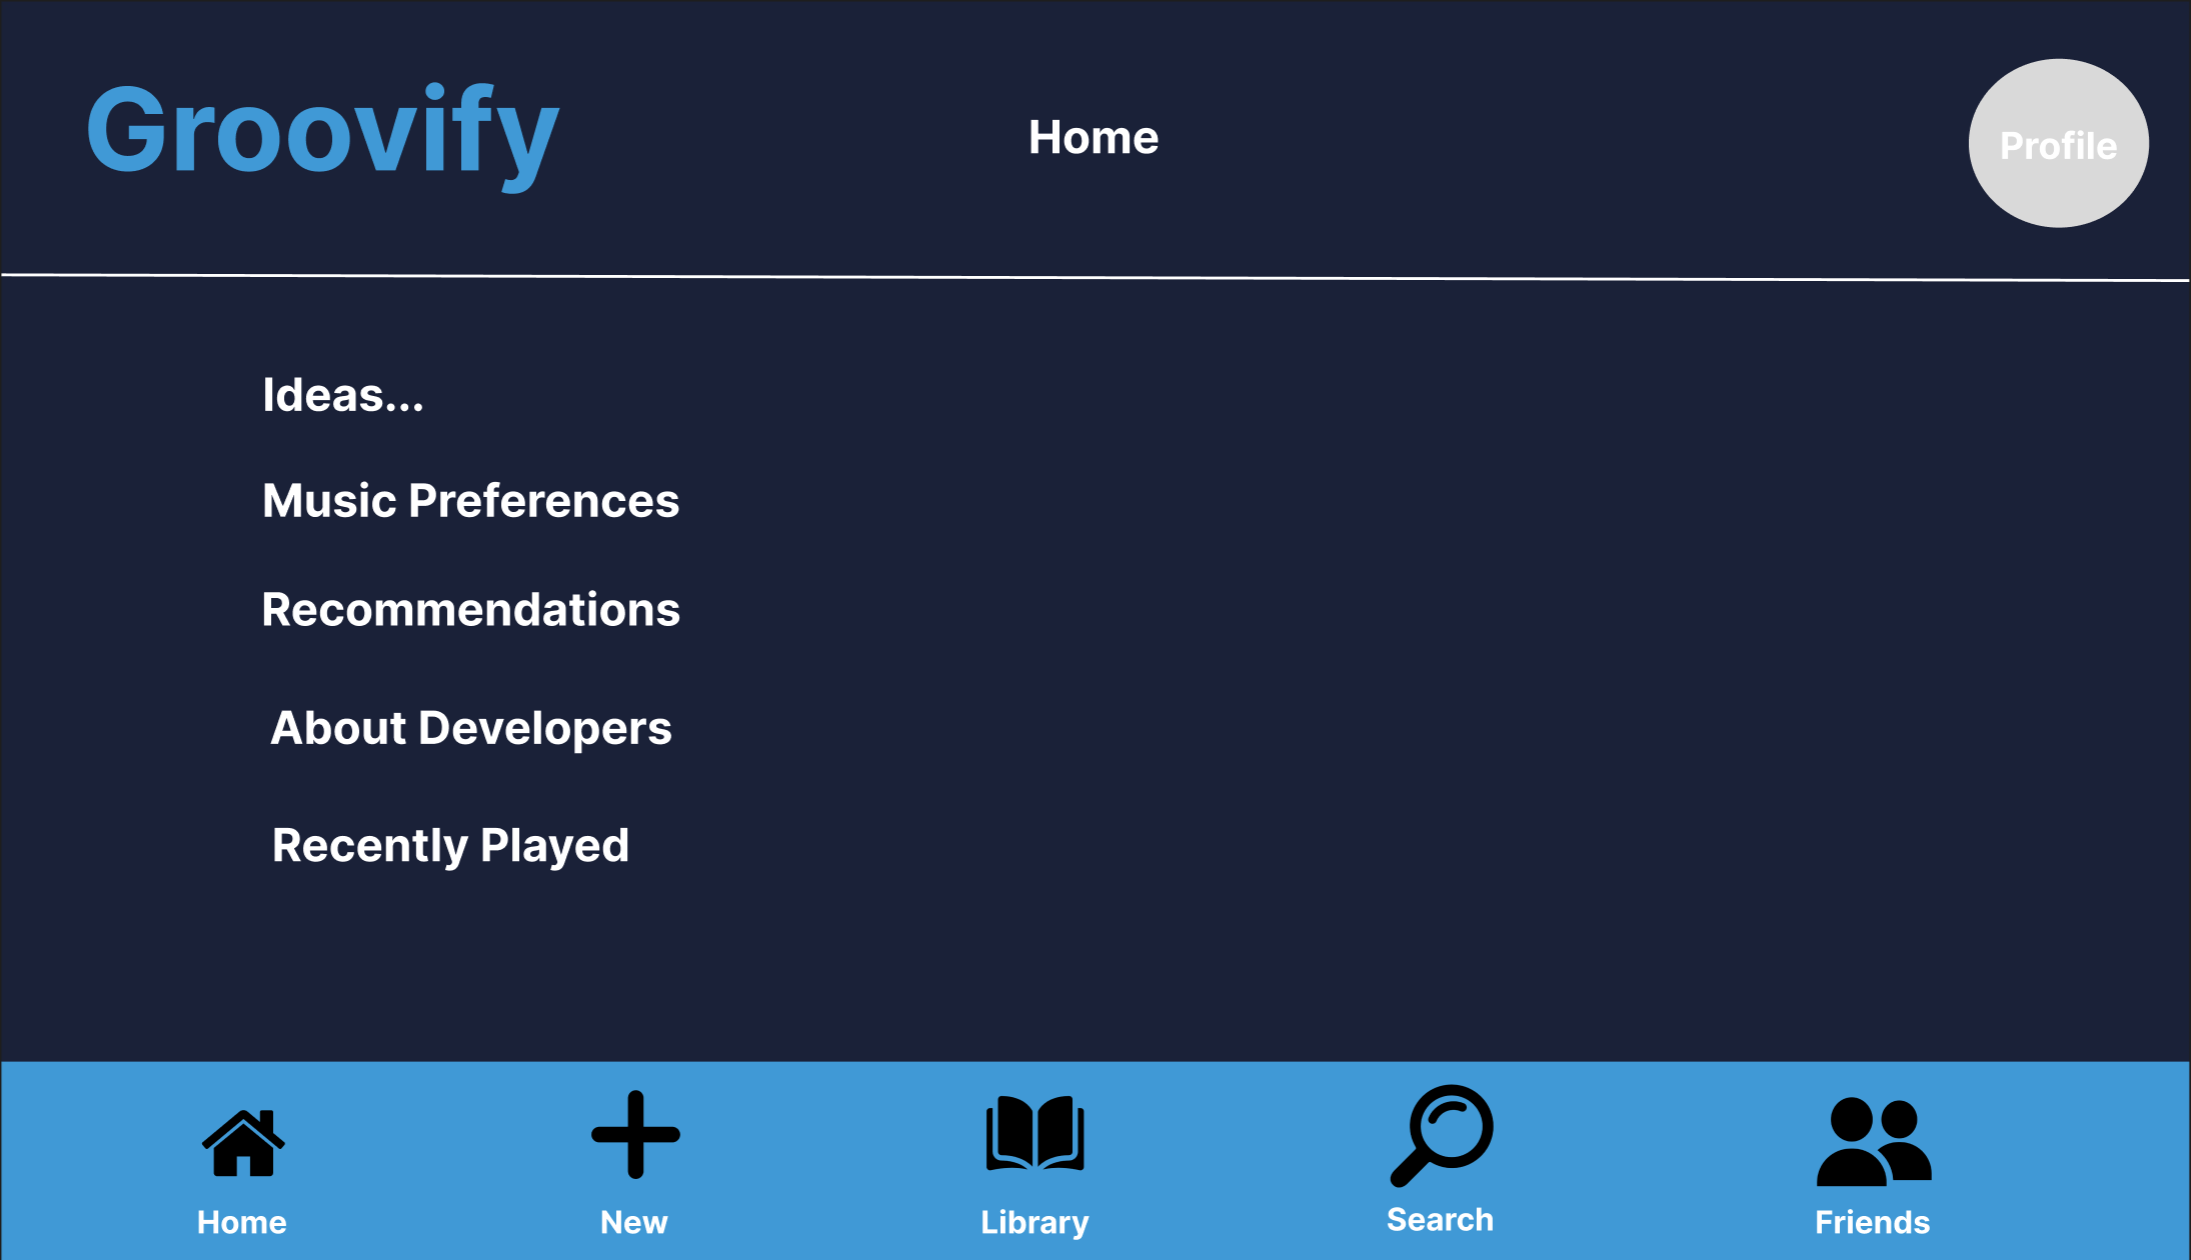 Groovify
Home
Profile
Ideas...
Music Preferences
Recommendations
About Developers
Recently Played
Home
New
Library
Search
Friends